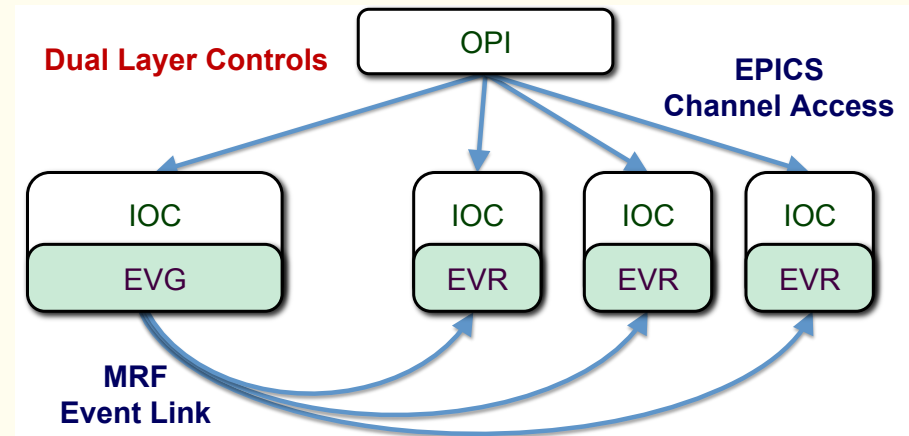 OPI
Dual Layer Controls
EPICS
Channel Access
IOC
IOC
IOC
IOC
EVG
EVR
EVR
EVR
MRF
Event Link